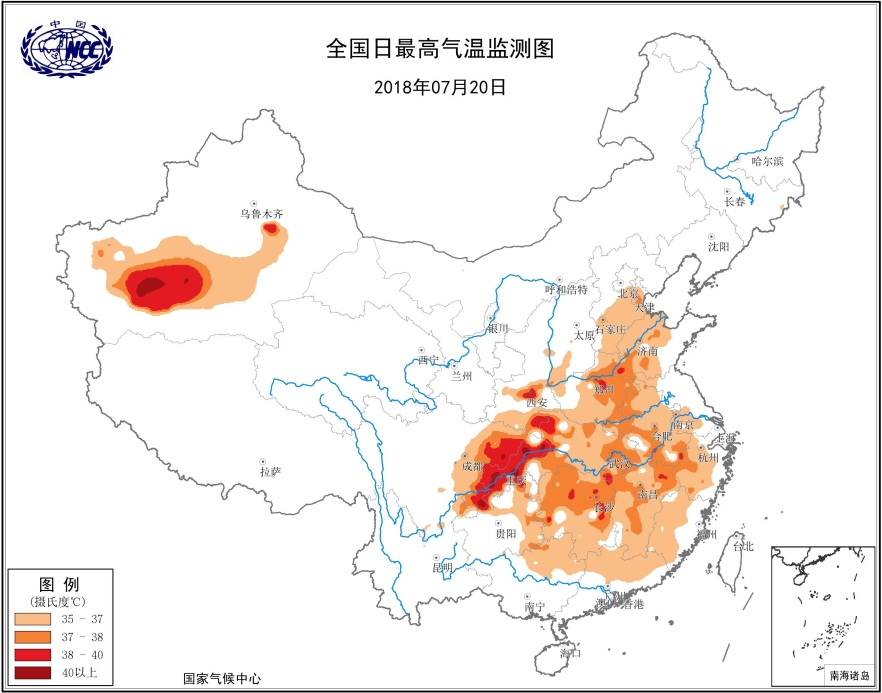 中国
NCC
全国日最高气温监测图
2018年07月20日
哈尔滨
长春
乌鲁木齐
沈阳
呼和浩特
北京
天津
银川
太原
石家庄
济南
西宁
兰州
郑州
西安
南京
合肥
上海
成都
武汉
杭州
拉萨
重庆
南昌
长沙
贵阳
福州
台北
昆明
南宁
香港
海口
图 例
(摄氏度℃)
35 - 37
37 - 38
38 - 40
40以上
国家气候中心
南海诸岛